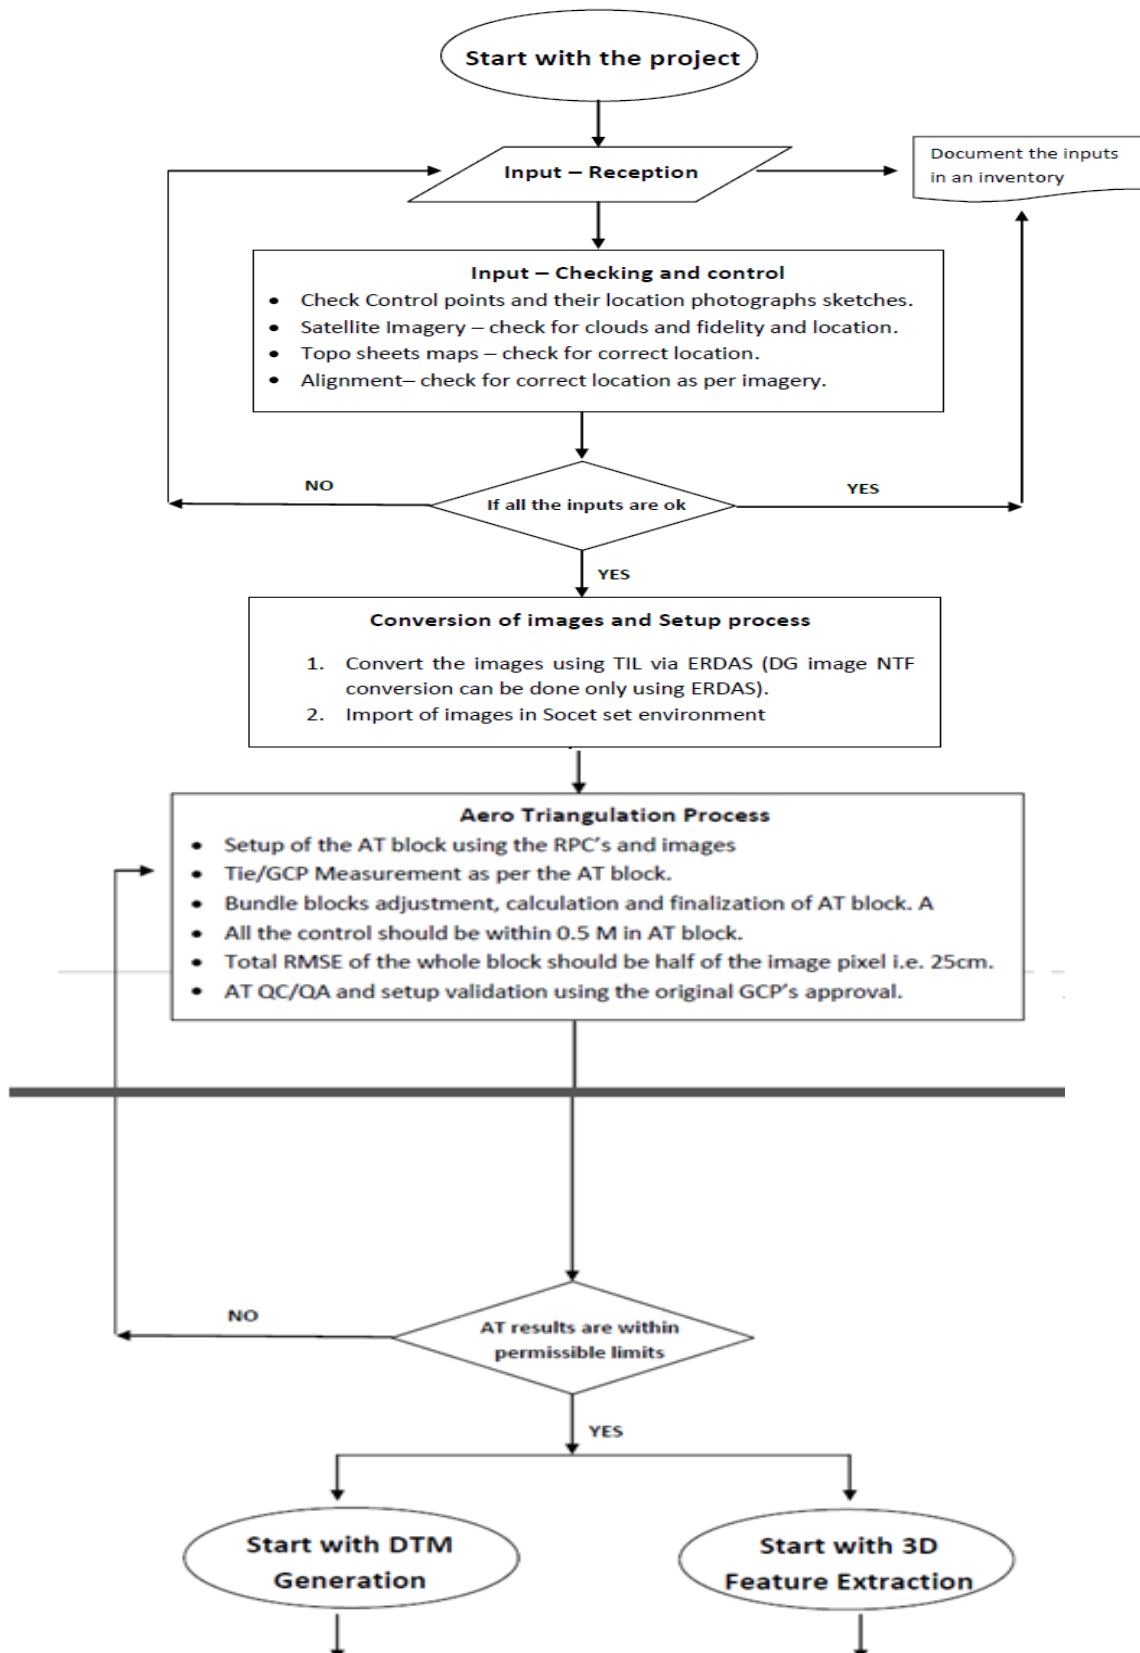 Start with the project
Input – Reception
Document the inputs
in an inventory
Input – Checking and control
• Check Control points and their location photographs sketches.
• Satellite Imagery – check for clouds and fidelity and location.
• Topo sheets maps – check for correct location.
• Alignment– check for correct location as per imagery.
NO
If all the inputs are ok
YES
YES
Conversion of images and Setup process
1. Convert the images using TIL via ERDAS (DG image NTF
conversion can be done only using ERDAS).
2. Import of images in Socet set environment
Aero Triangulation Process
• Setup of the AT block using the RPC's and images
• Tie/GCP Measurement as per the AT block.
• Bundle blocks adjustment, calculation and finalization of AT block. A
• All the control should be within 0.5 M in AT block.
• Total RMSE of the whole block should be half of the image pixel i.e. 25cm.
• AT QC/QA and setup validation using the original GCP's approval.
NO
AT results are within
permissible limits
YES
Start with DTM
Generation
Start with 3D
Feature Extraction